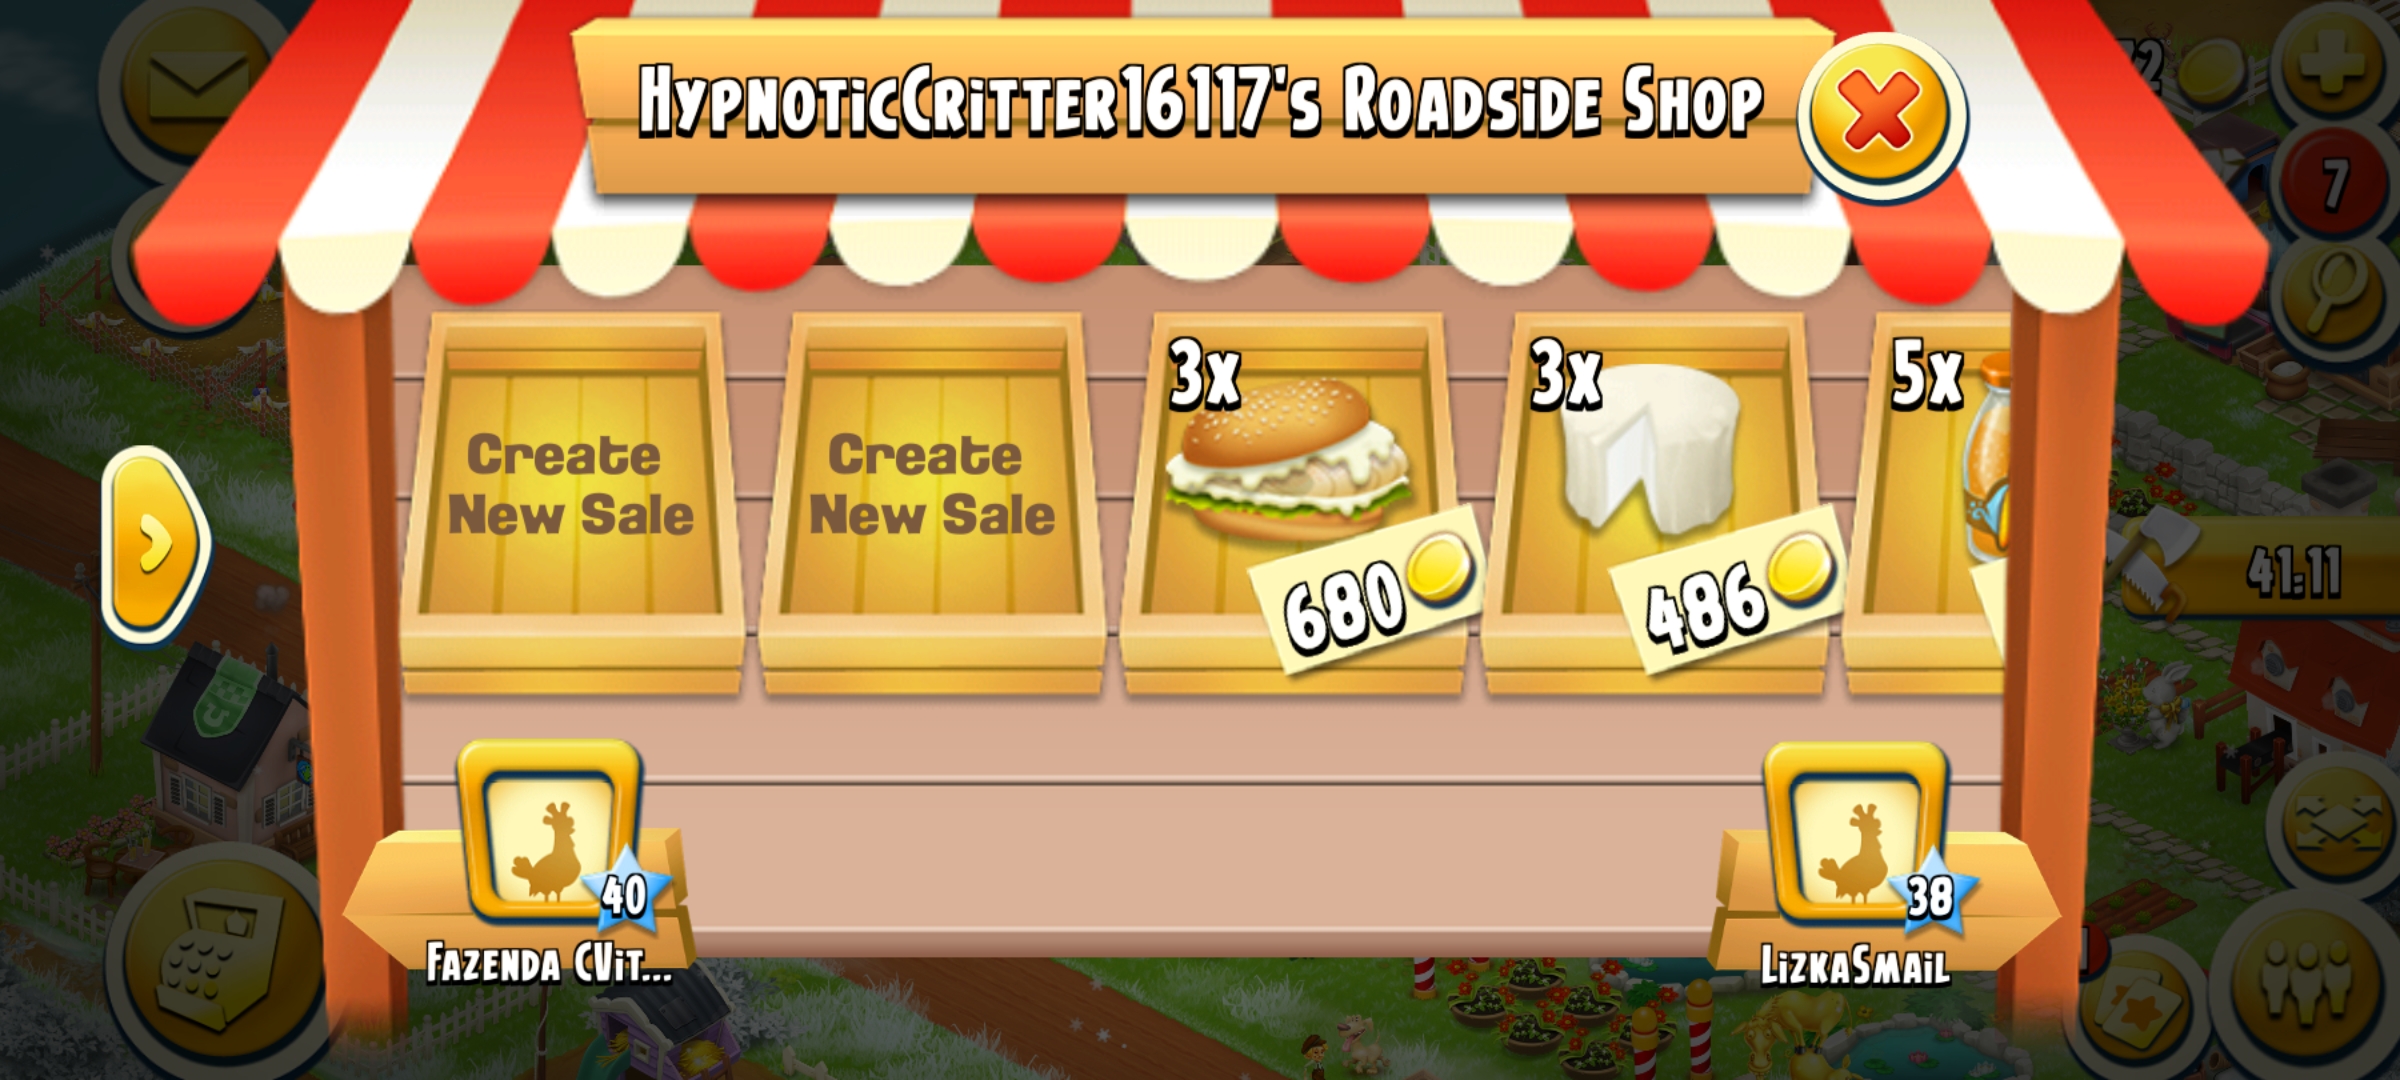 HypnoticCritter16117's Roadside Shop
7
3x
3x
5x
Create
New Sale
Create
New Sale
680
486
41:11
40
38
Fazenda CVit...
LizkaSmail